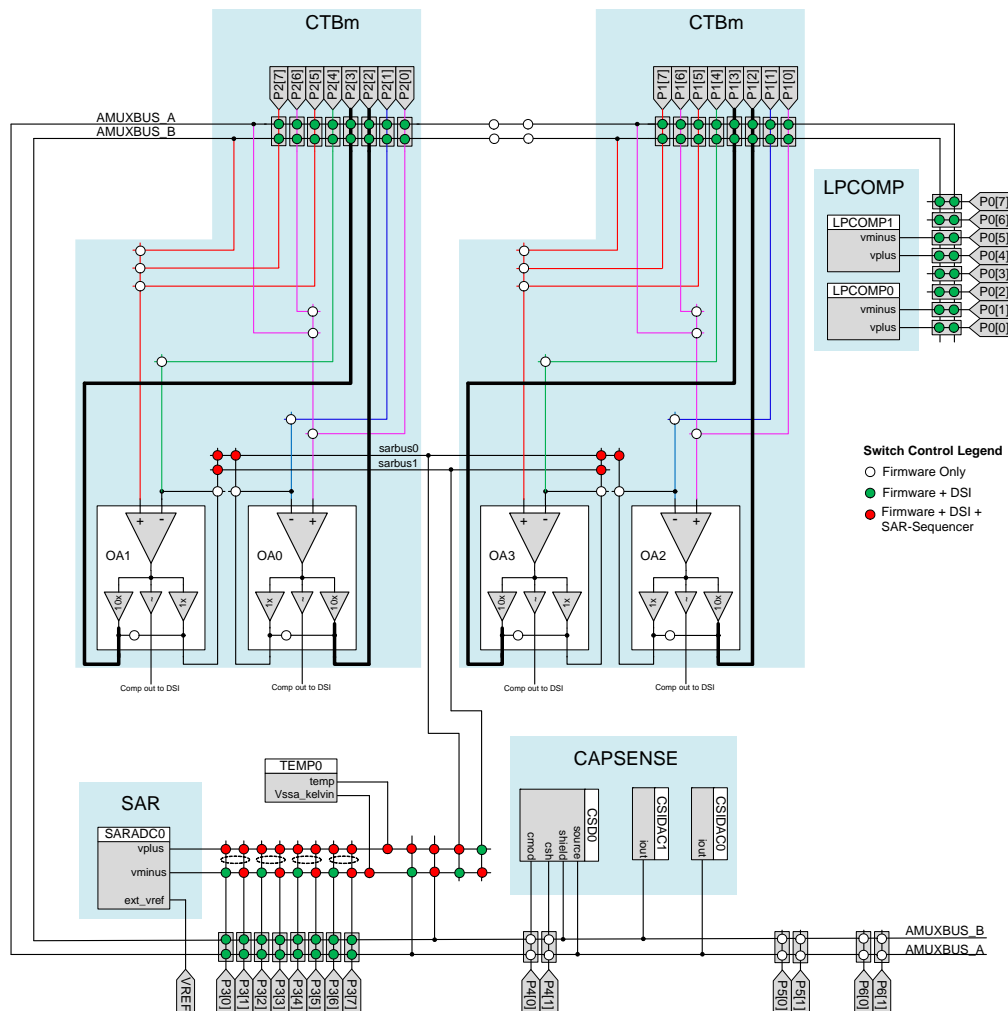 CTBm
CTBm
P2[7]
P2[6]
P2[5]
P2[4]
P2[3]
P2[2]
P2[1]
P2[0]
P1[7]
P1[6]
P1[5]
P1[4]
P1[3]
P1[2]
P1[1]
P1[0]
AMUXBUS_A
AMUXBUS_B
LPCOMP
LPCOMP1
vminus
vplus
LPCOMP0
vminus
vplus
P0[7]
P0[6]
P0[5]
P0[4]
P0[3]
P0[2]
P0[1]
P0[0]
sarbus0
sarbus1
Switch Control Legend
Firmware Only
Firmware + DSI
Firmware + DSI +
SAR-Sequencer
+ -
OA1
10x
~
1x
- +
OA0
1x
~
10x
+ -
OA3
10x
~
1x
- +
OA2
1x
~
10x
Comp out to DSI
Comp out to DSI
Comp out to DSI
Comp out to DSI
TEMP0
temp
Vssa_kelvin
SAR
SARADC0
vplus
vminus
ext_vref
CAPSENSE
CSD0
cmod
csh
shield
source
CSIDAC1
iout
CSIDAC0
iout
AMUXBUS_B
AMUXBUS_A
VREF
P3[0]
P3[1]
P3[2]
P3[3]
P3[4]
P3[5]
P3[6]
P3[7]
P4[0]
P4[1]
P5[0]
P5[1]
P6[0]
P6[1]